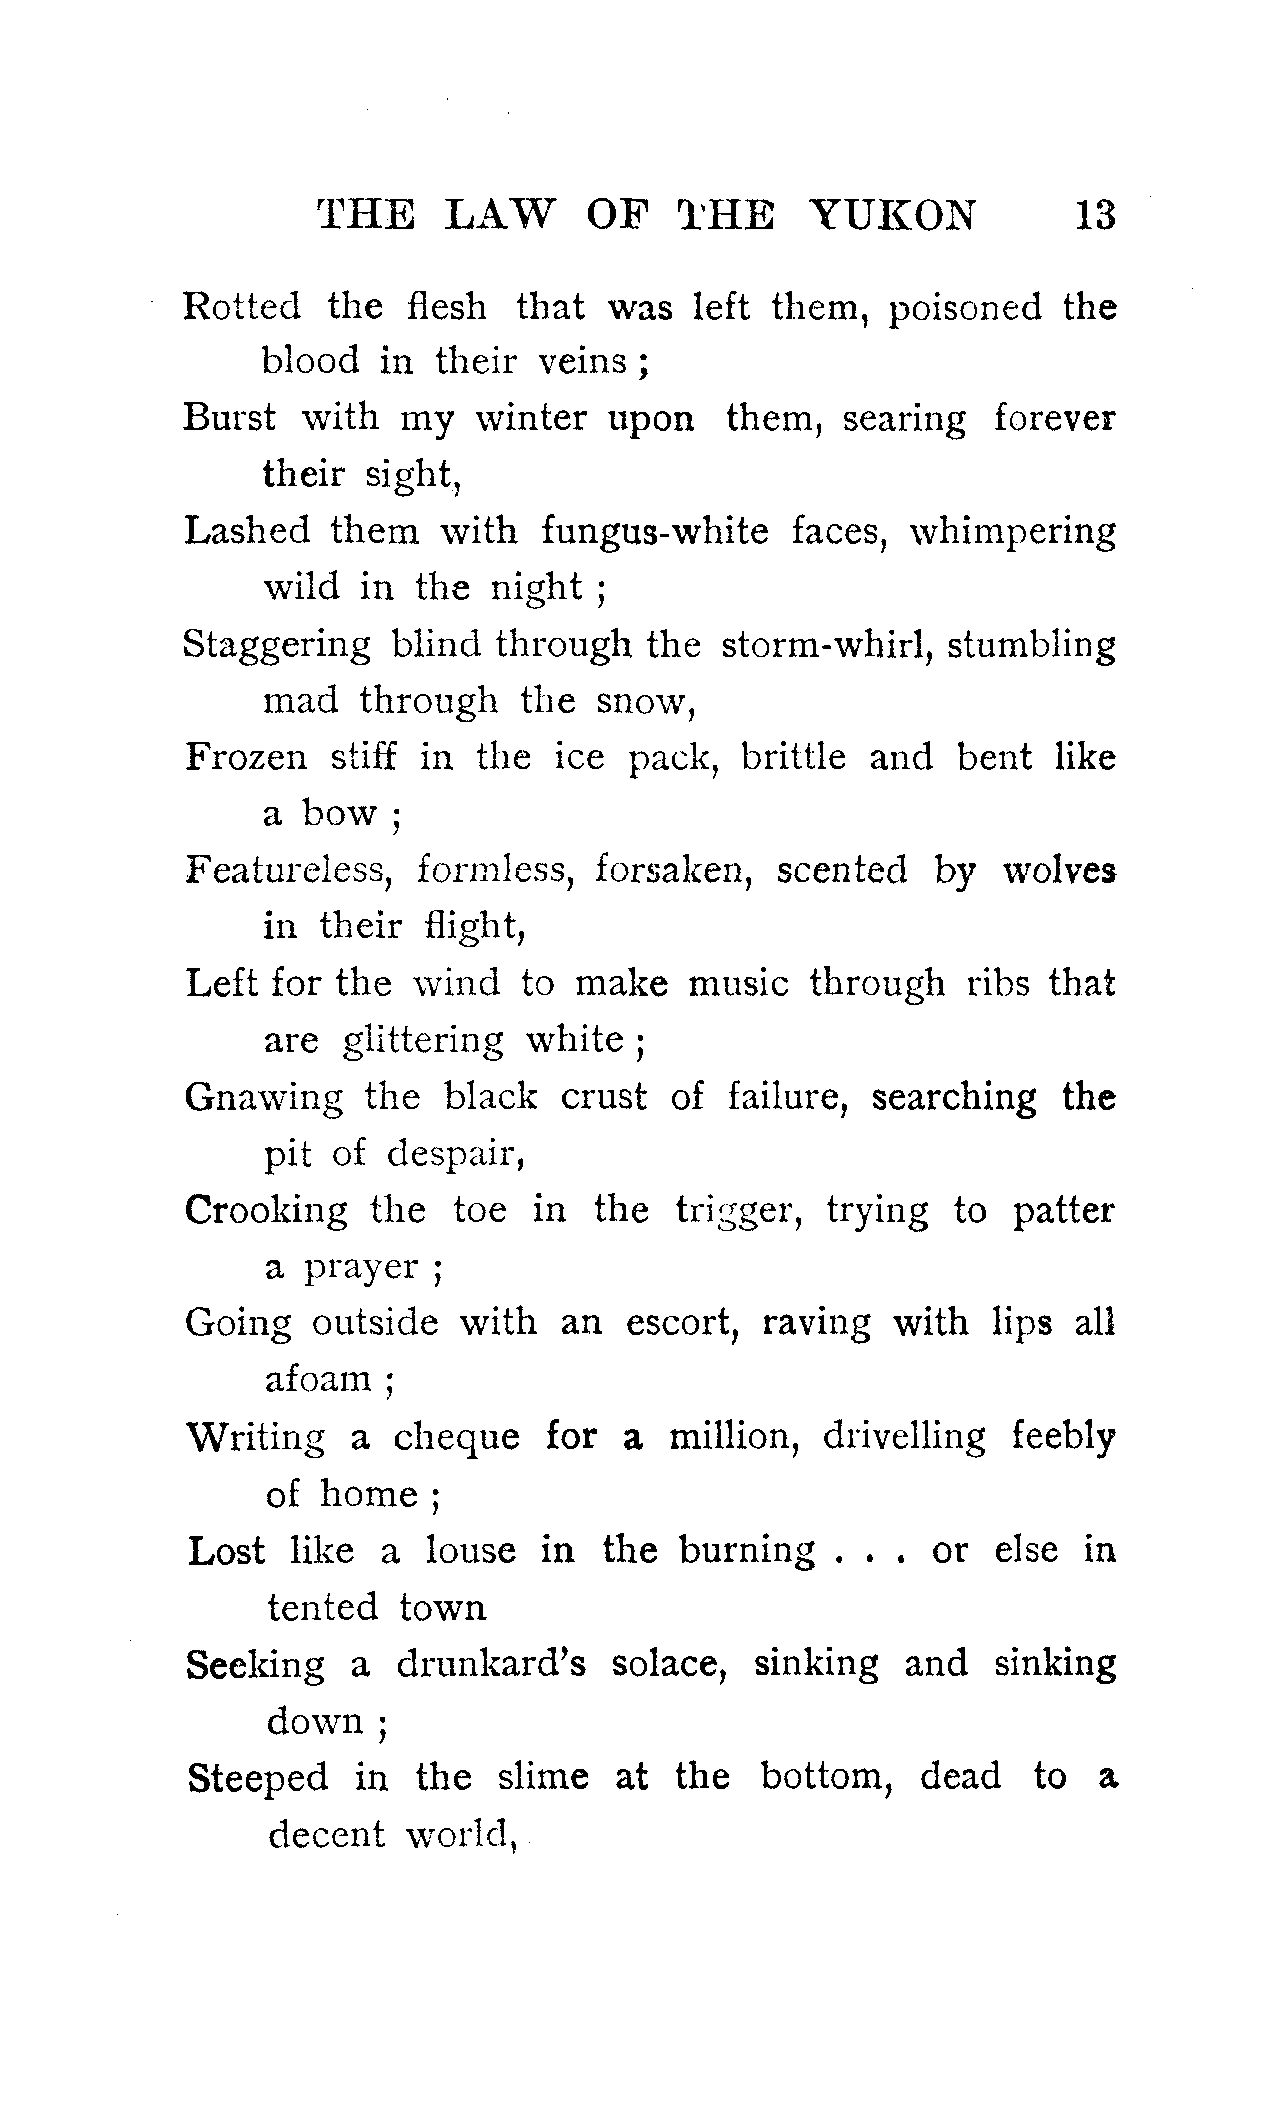 THE LAW OF THE YUKON 13
Rotted the flesh that was left them, poisoned the
blood in their veins ;
Burst with my winter upon them, searing forever
their sight,
Lashed them with fungus-white faces, whimpering
wild in the night ;
Staggering blind through the storm-whirl, stumbling
mad through the snow,
Frozen stiff in the ice pack, brittle and bent like
a bow ;
Featureless, formless, forsaken, scented by wolves
in their flight,
Left for the wind to make music through ribs that
are glittering white ;
Gnawing the black crust of failure, searching the
pit of despair,
Crooking the toe in the trigger, trying to patter
a prayer ;
Going outside with an escort, raving with lips all
afoam ;
Writing a cheque for a million, drivelling feebly
of home ;
Lost like a louse in the burning . . . or else in
tented town
Seeking a drunkard's solace, sinking and sinking
down ;
Steeped in the slime at the bottom, dead to a
decent world,